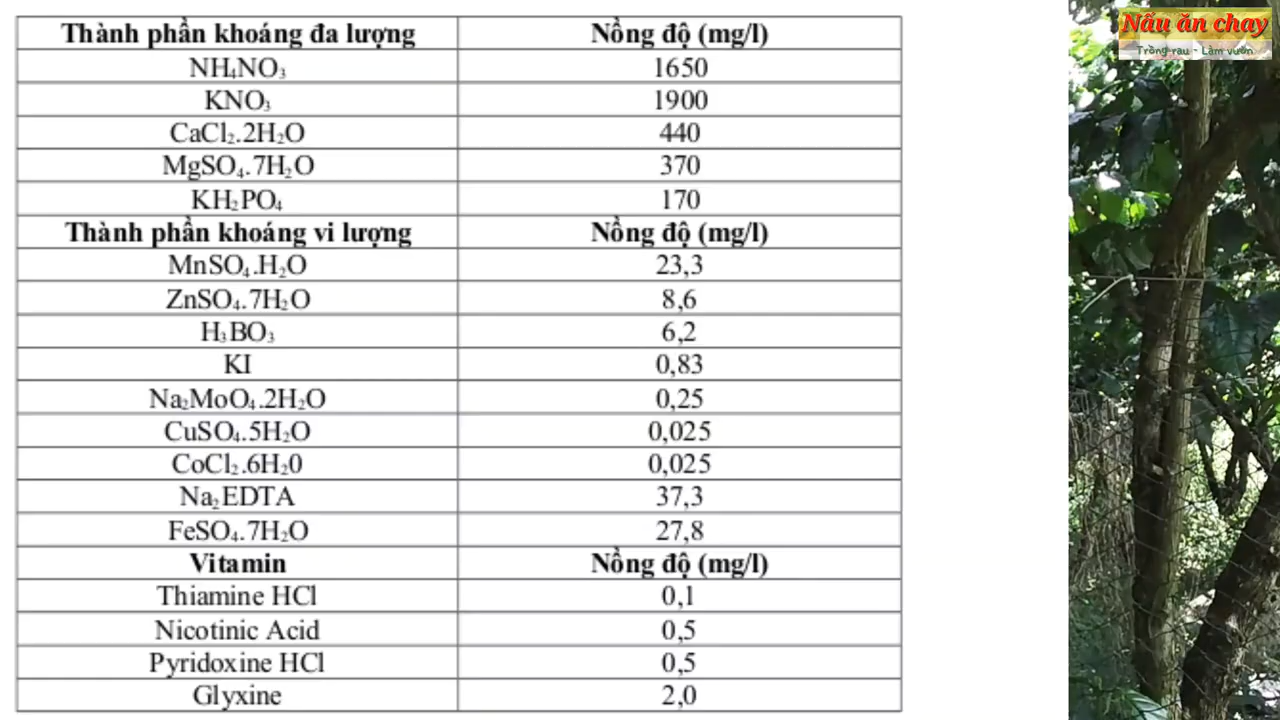 Thành phần khoáng đa lượng Nồng độ (mg/l)
NH₄NO₃ 1650
KNO₃ 1900
CaCl₂.2H₂O 440
MgSO₄.7H₂O 370
KH₂PO₄ 170
Thành phần khoáng vi lượng Nồng độ (mg/l)
MnSO₄.H₂O 23,3
ZnSO₄.7H₂O 8,6
H₃BO₃ 6,2
KI 0,83
Na₂MoO₄.2H₂O 0,25
CuSO₄.5H₂O 0,025
CoCl₂.6H₂0 0,025
Na₂EDTA 37,3
FeSO₄.7H₂O 27,8
Vitamin Nồng độ (mg/l)
Thiamine HCl 0,1
Nicotinic Acid 0,5
Pyridoxine HCl 0,5
Glyxine 2,0
Nấu ăn chay
Trồng rau - Làm vườn